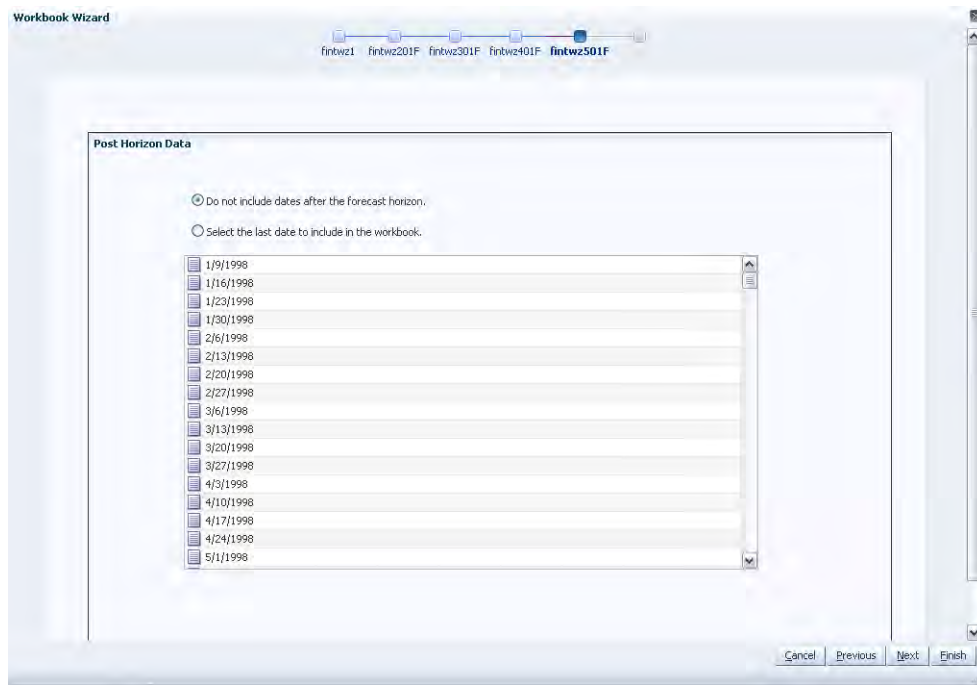 Workbook Wizard
fintwz1 fintwz201F fintwz301F fintwz401F fintwz501F
Post Horizon Data
Do not include dates after the forecast horizon.
Select the last date to include in the workbook.
1/9/1998
1/16/1998
1/23/1998
1/30/1998
2/6/1998
2/13/1998
2/20/1998
2/27/1998
3/6/1998
3/13/1998
3/20/1998
3/27/1998
4/3/1998
4/10/1998
4/17/1998
4/24/1998
5/1/1998
Cancel Previous Next Finish